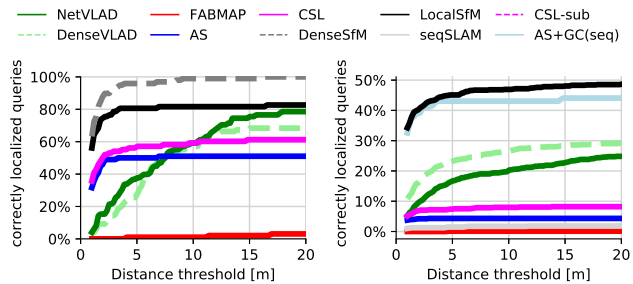 NetVLAD FABMAP CSL LocalSfM CSL-sub
DenseVLAD AS DenseSfM seqSLAM AS+GC(seq)
correctly localized queries
100%
80%
60%
40%
20%
0%
0 5 10 15 20
Distance threshold [m]
correctly localized queries
50%
40%
30%
20%
10%
0%
0 5 10 15 20
Distance threshold [m]